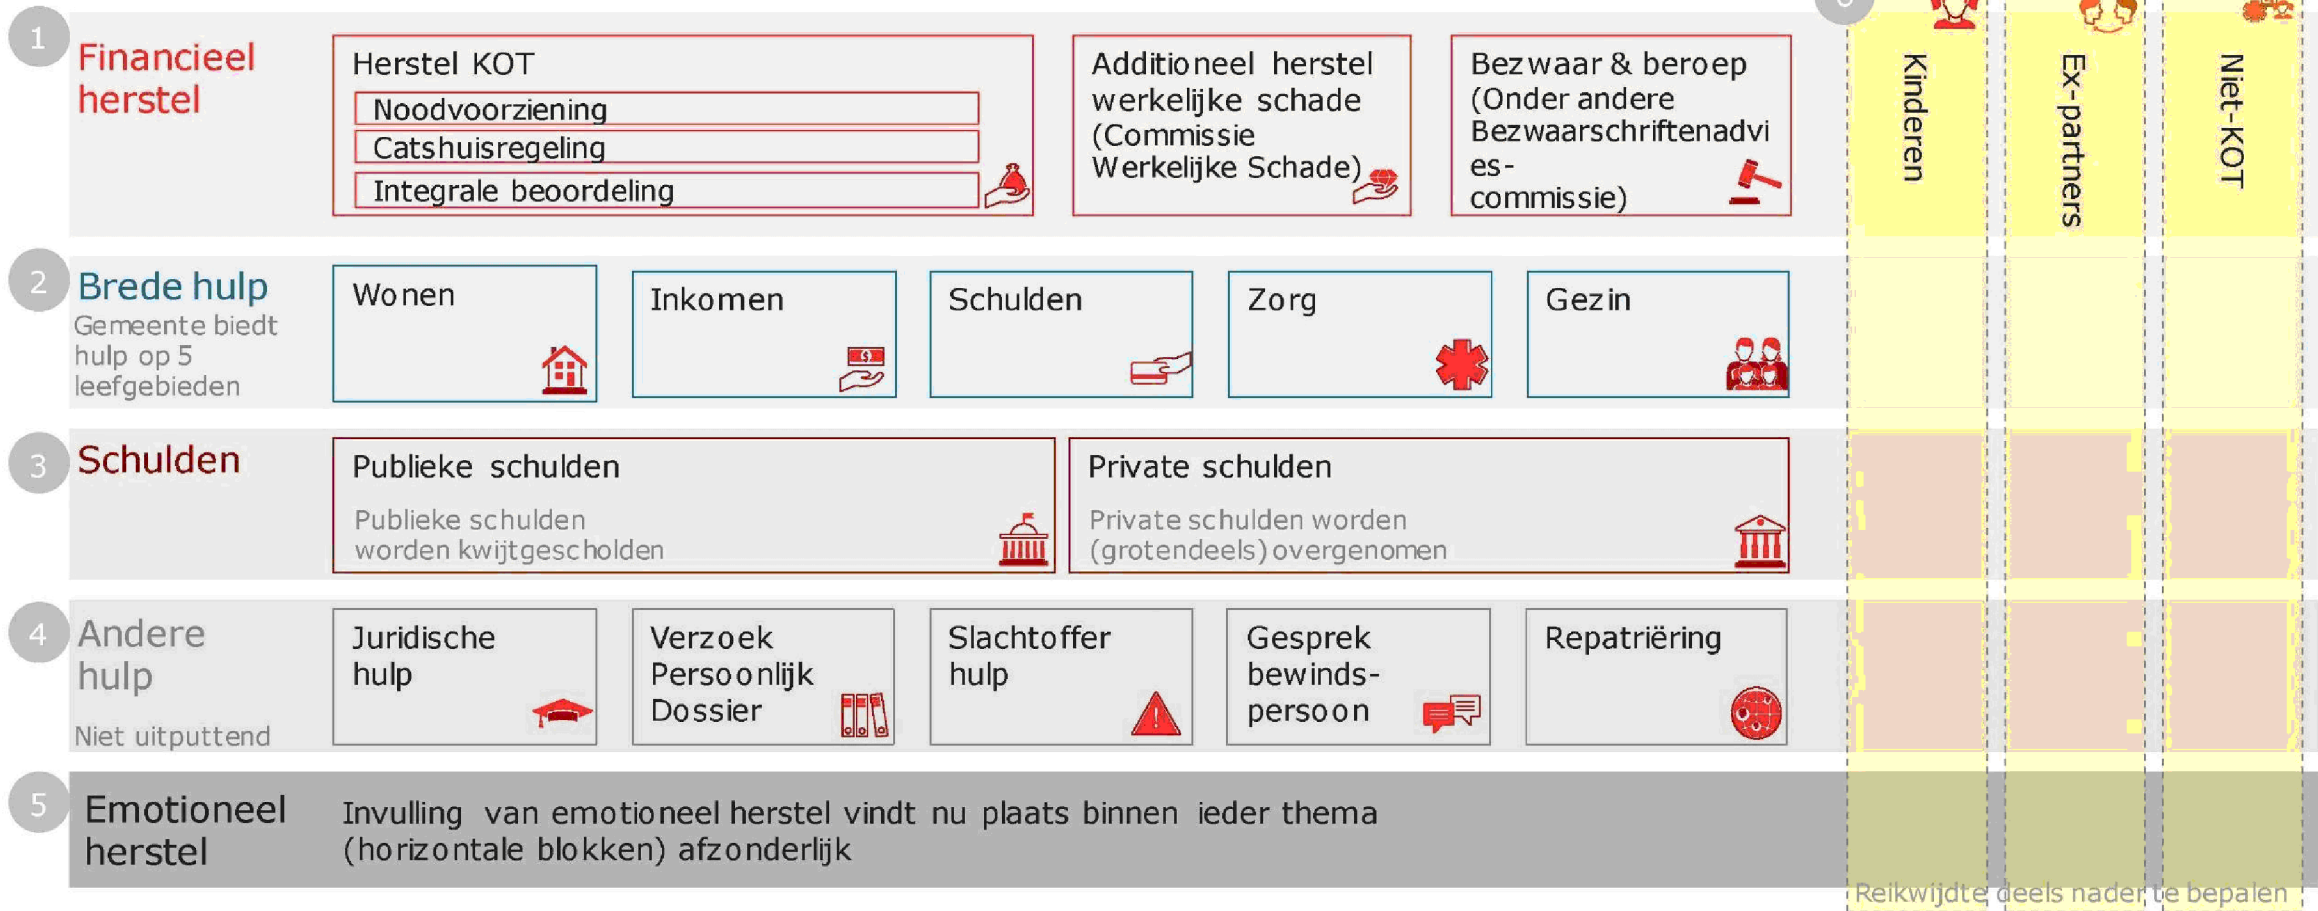 1
Financieel
herstel
Herstel KOT
Noodvoorziening
Catshuisregeling
Integrale beoordeling
Additioneel herstel
werkelijke schade
(Commissie
Werkelijke Schade)
Bezwaar & beroep
(Onder andere
Bezwaarschriftenadvi
es-
commissie)
Kinderen
Ex-partners
Niet-KOT
2
Brede hulp
Gemeente biedt
hulp op 5
leefgebieden
Wonen
Inkomen
Schulden
Zorg
Gezin
3
Schulden
Publieke schulden
Publieke schulden
worden kwijtgescholden
Private schulden
Private schulden worden
(grotendeels) overgenomen
4
Andere
hulp
Niet uitputtend
Juridische
hulp
Verzoek
Persoonlijk
Dossier
Slachtoffer
hulp
Gesprek
bewinds-
persoon
Repatriëring
5
Emotioneel
herstel
Invulling van emotioneel herstel vindt nu plaats binnen ieder thema
(horizontale blokken) afzonderlijk
Reikwijdte deels nader te bepalen